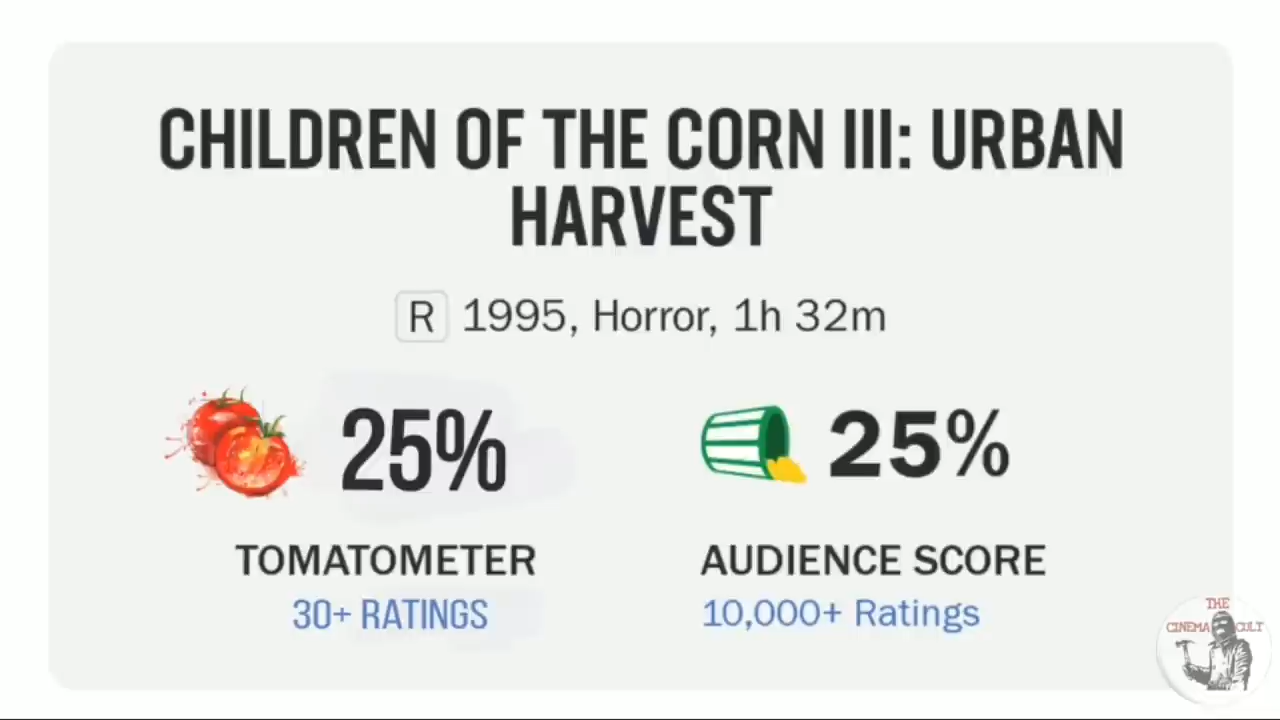 CHILDREN OF THE CORN III: URBAN
HARVEST
R 1995, Horror, 1h 32m
25%
25%
TOMATOMETER
AUDIENCE SCORE
30+ RATINGS
10,000+ Ratings
THE
CINEMA CULT